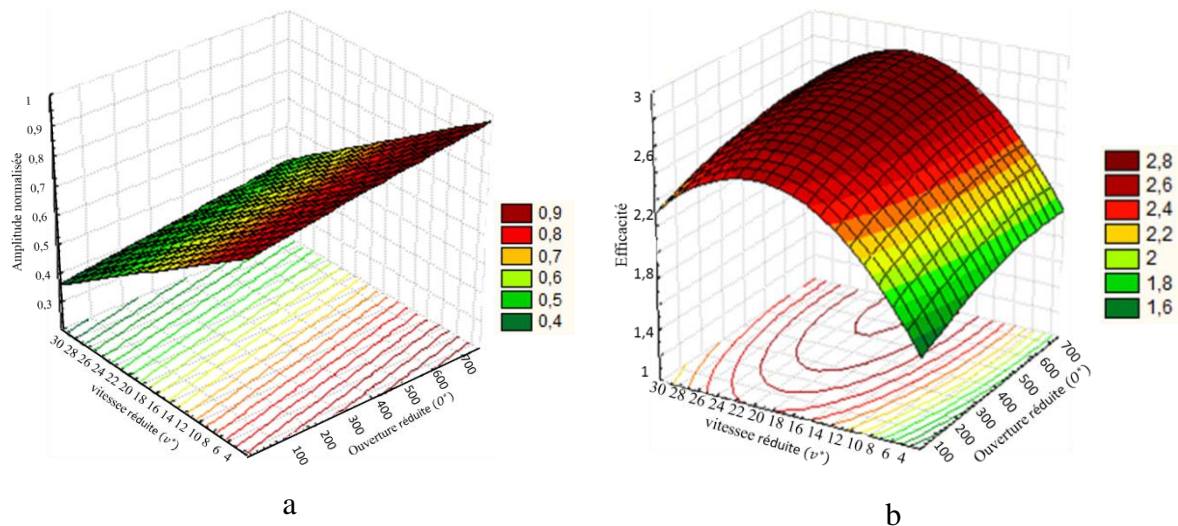 Amplitude normalisée
1
0,9
0,8
0,7
0,6
0,5
0,4
0,3
30 28 26 24 22 20 18 16 14 12 10 8 6 4
vitessee réduite (v*)
100 200 300 400 500 600 700
Ouverture réduite (O*)
0,9
0,8
0,7
0,6
0,5
0,4
a
Efficacité
3
2,6
2,2
1,8
1,4
1
30 28 26 24 22 20 18 16 14 12 10 8 6 4
vitessee réduite (v*)
100 200 300 400 500 600 700
Ouverture réduite (O*)
2,8
2,6
2,4
2,2
2
1,8
1,6
b